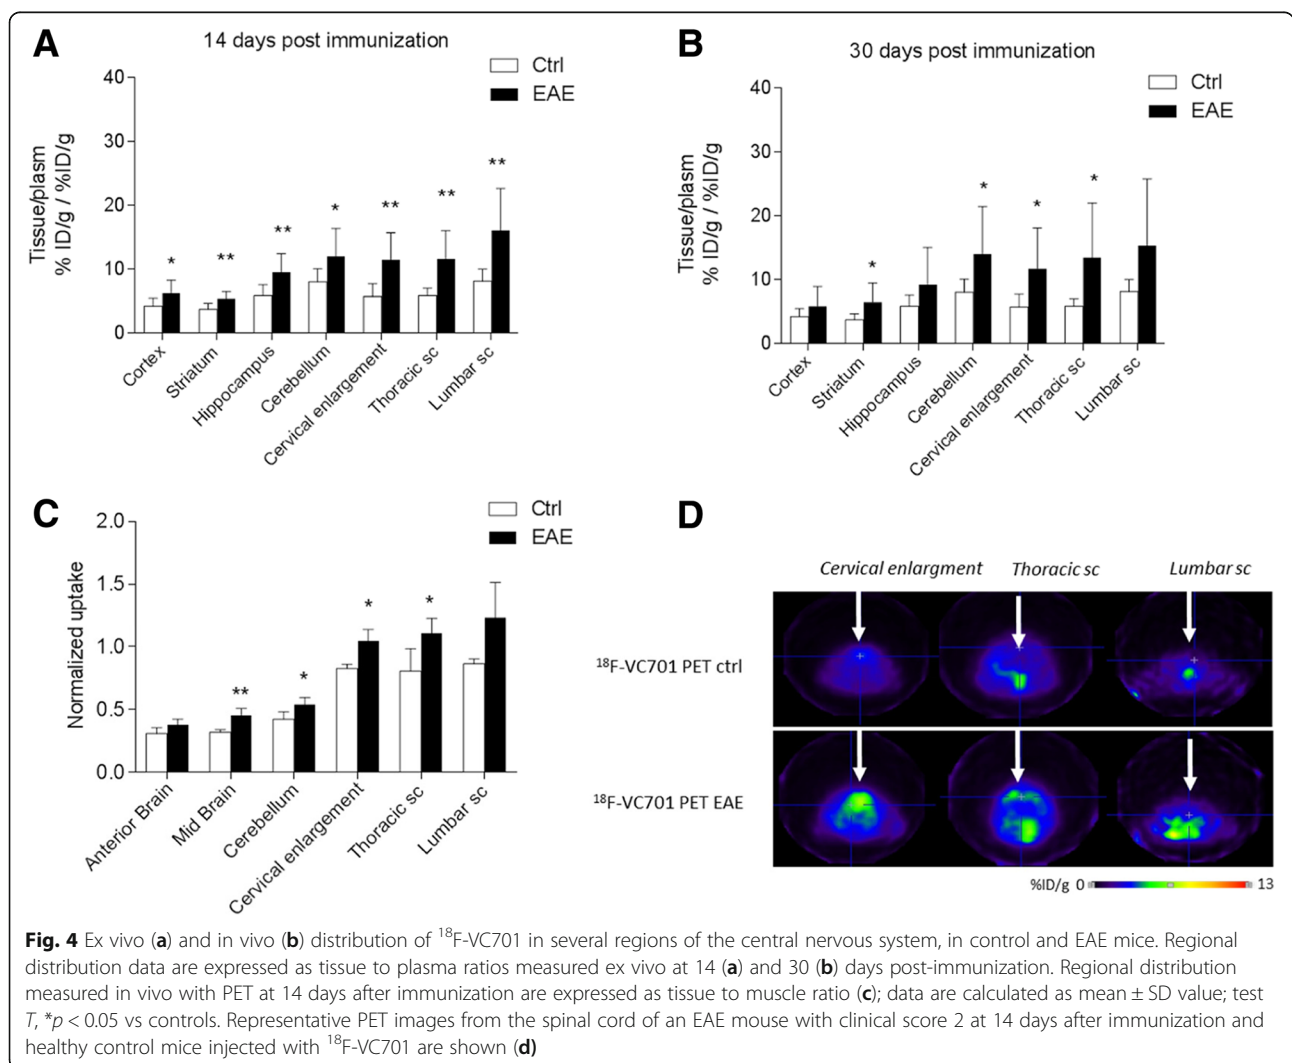 A
14 days post immunization
Ctrl
EAE
Tissue/plasm
% ID/g / %ID/g
40
30
20
10
0
*
**
**
*
**
**
**
Cortex
Striatum
Hippocampus
Cerebellum
Cervical enlargement
Thoracic sc
Lumbar sc
B
30 days post immunization
Ctrl
EAE
Tissue/plasm
% ID/g / %ID/g
40
30
20
10
0
*
*
*
*
Cortex
Striatum
Hippocampus
Cerebellum
Cervical enlargement
Thoracic sc
Lumbar sc
C
Ctrl
EAE
Normalized uptake
2.0
1.5
1.0
0.5
0.0
**
*
*
*
Anterior Brain
Mid Brain
Cerebellum
Cervical enlargement
Thoracic sc
Lumbar sc
D
Cervical enlargment Thoracic sc Lumbar sc
18F-VC701 PET ctrl
18F-VC701 PET EAE
%ID/g 0 13
Fig. 4 Ex vivo (a) and in vivo (b) distribution of 18F-VC701 in several regions of the central nervous system, in control and EAE mice. Regional
distribution data are expressed as tissue to plasma ratios measured ex vivo at 14 (a) and 30 (b) days post-immunization. Regional distribution
measured in vivo with PET at 14 days after immunization are expressed as tissue to muscle ratio (c); data are calculated as mean ± SD value; test
T, *p < 0.05 vs controls. Representative PET images from the spinal cord of an EAE mouse with clinical score 2 at 14 days after immunization and
healthy control mice injected with 18F-VC701 are shown (d)